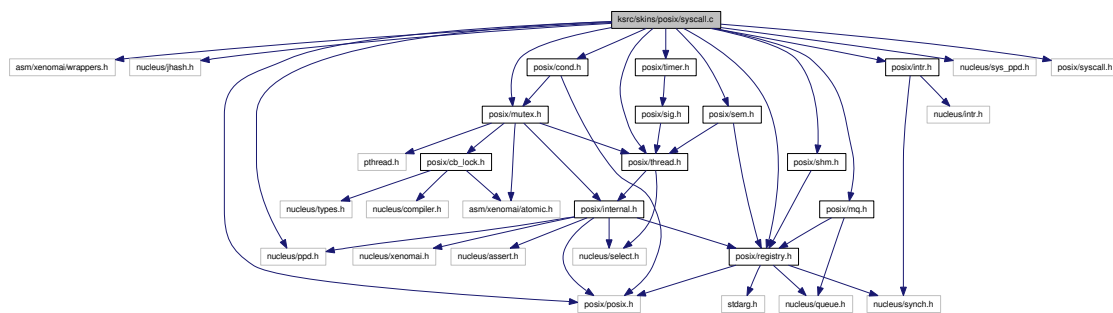 ksrc/skins/posix/syscall.c
asm/xenomai/wrappers.h
nucleus/jhash.h
posix/cond.h
posix/timer.h
posix/intr.h
nucleus/sys_ppd.h
posix/syscall.h
posix/mutex.h
posix/sig.h
posix/sem.h
nucleus/intr.h
pthread.h
posix/cb_lock.h
posix/thread.h
posix/shm.h
nucleus/types.h
nucleus/compiler.h
asm/xenomai/atomic.h
posix/internal.h
posix/mq.h
nucleus/ppd.h
nucleus/xenomai.h
nucleus/assert.h
nucleus/select.h
posix/registry.h
posix/posix.h
stdarg.h
nucleus/queue.h
nucleus/synch.h